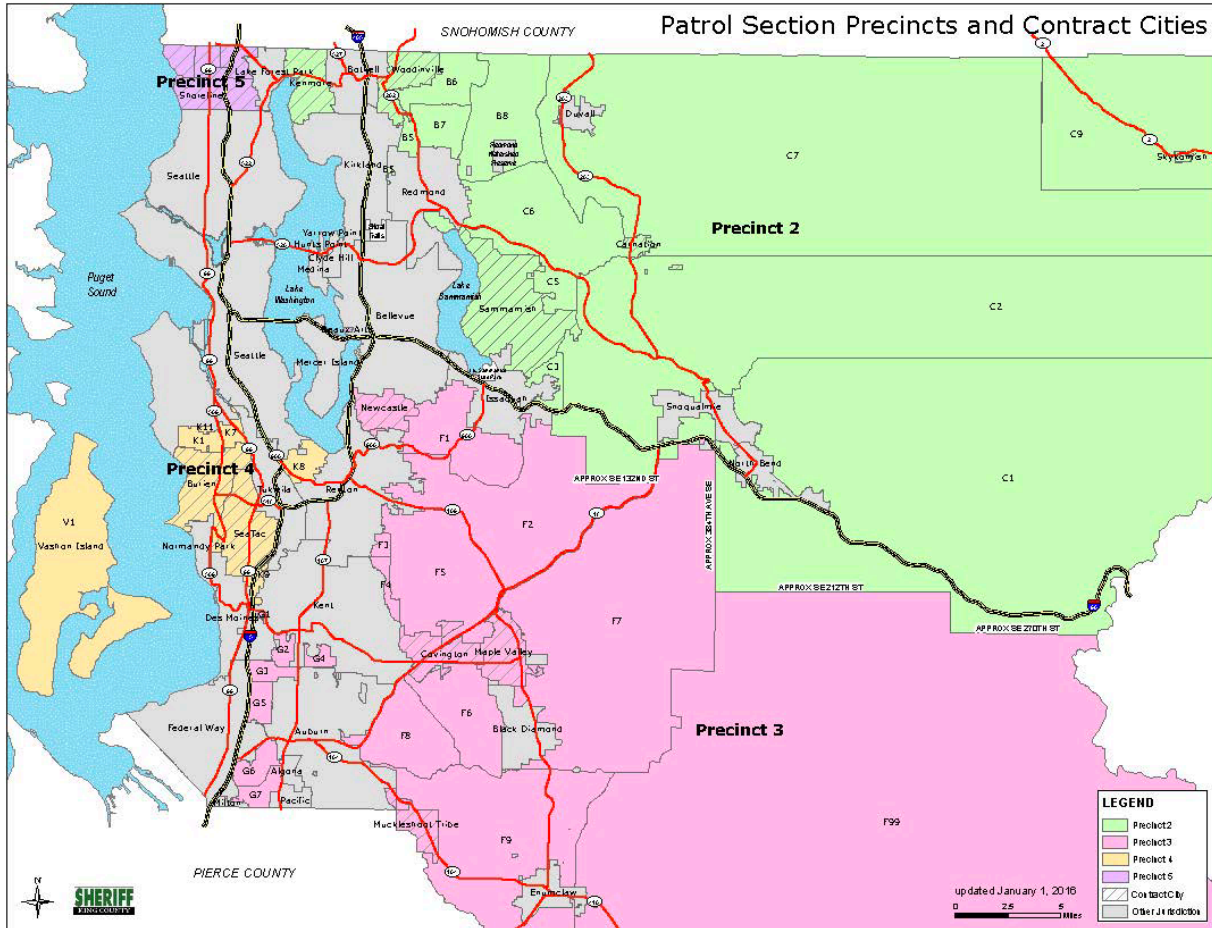 Patrol Section Precincts and Contract Cities
SNOHOMISH COUNTY
Precinct 5
Shoreline
Lake Forest Park
Kenmore
Bothell
Woodinville
B6
B7
B8
B5
Redmond
Watershed
Preserve
Duvall
C7
C9
Skykomish
Seattle
Kirkland
Redmond
C6
Precinct 2
Carnation
Yarrow Point
Hunts Point
Clyde Hill
Medina
Puget
Sound
Lake
Washington
Lake
Sammamish
Sammamish
C5
C2
Bellevue
Beaux Arts
Seattle
Mercer Island
C3
Issaquah
Snoqualmie
North Bend
Newcastle
F1
K11
K1
K7
K8
Precinct 4
Burien
Tukwila
Renton
APPROX SE 132ND ST
C1
V1
Vashon Island
SeaTac
Normandy Park
F2
APPROX 364TH AVE SE
F3
F4
F5
APPROX SE 212TH ST
Kent
Des Moines
G1
F7
APPROX SE 270TH ST
G2
G4
G3
Covington
Maple Valley
G5
Federal Way
Auburn
F8
F6
Black Diamond
Precinct 3
G6
Algona
G7
Milton
Pacific
Muckleshoot Tribe
F9
F99
Enumclaw
PIERCE COUNTY
N
SHERIFF
KING COUNTY
updated January 1, 2016
0 2.5 5
Miles
LEGEND
Precinct 2
Precinct 3
Precinct 4
Precinct 5
Contract City
Other Jurisdiction